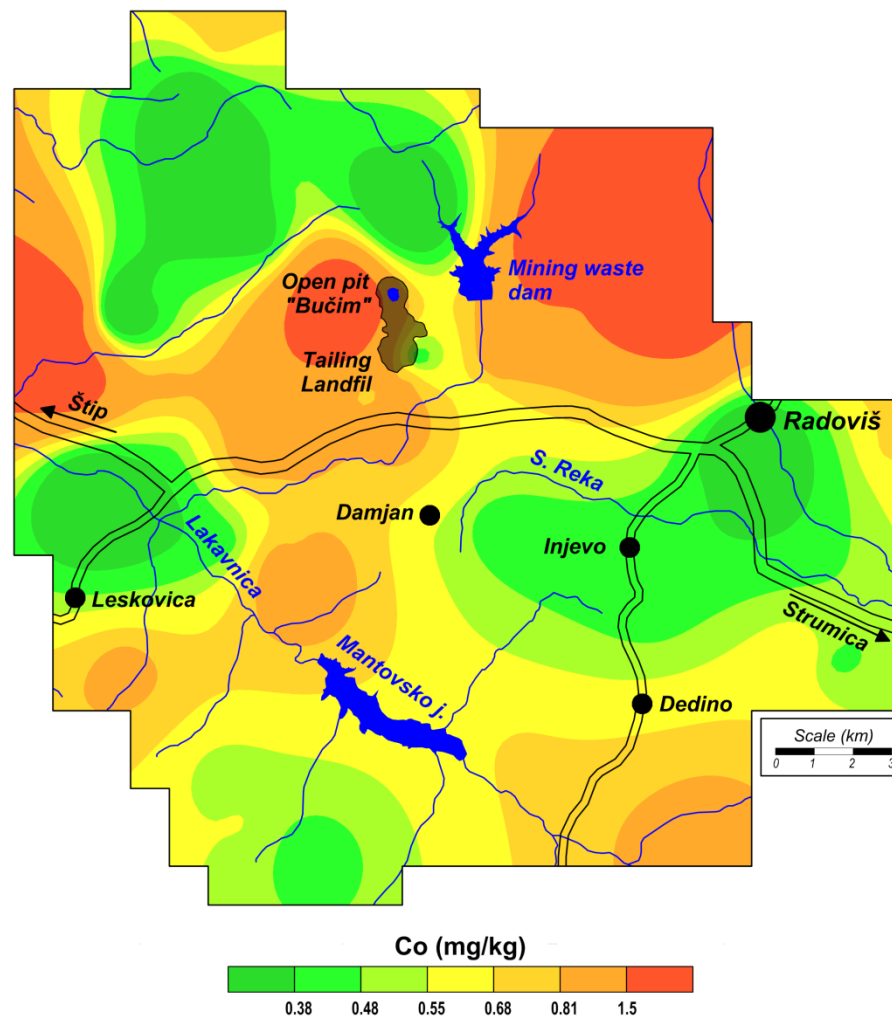 Open pit
"Bučim"
Mining waste
dam
Tailing
Landfil
Štip
Radoviš
S. Reka
Damjan
Injevo
Lakavnica
Leskovica
Strumica
Mantovsko j.
Dedino
Scale (km)
0 1 2 3
Co (mg/kg)
0.38 0.48 0.55 0.68 0.81 1.5